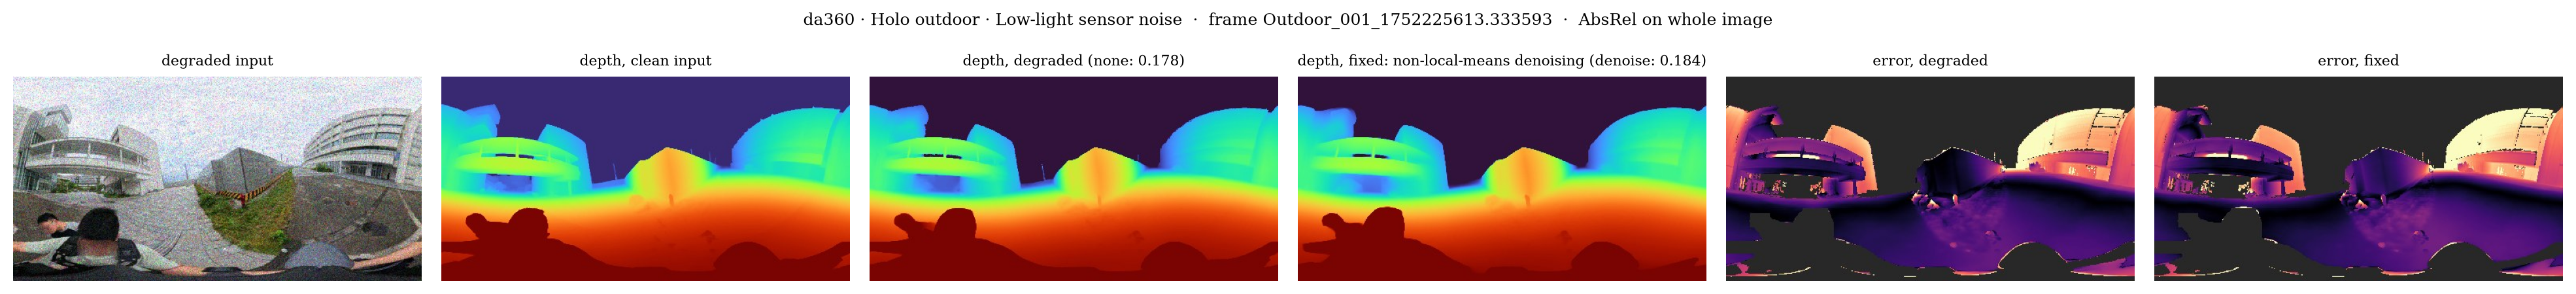 da360 · Holo outdoor · Low-light sensor noise · frame Outdoor_001_1752225613.333593 · AbsRel on whole image
degraded input
depth, clean input
depth, degraded (none: 0.178)
depth, fixed: non-local-means denoising (denoise: 0.184)
error, degraded
error, fixed